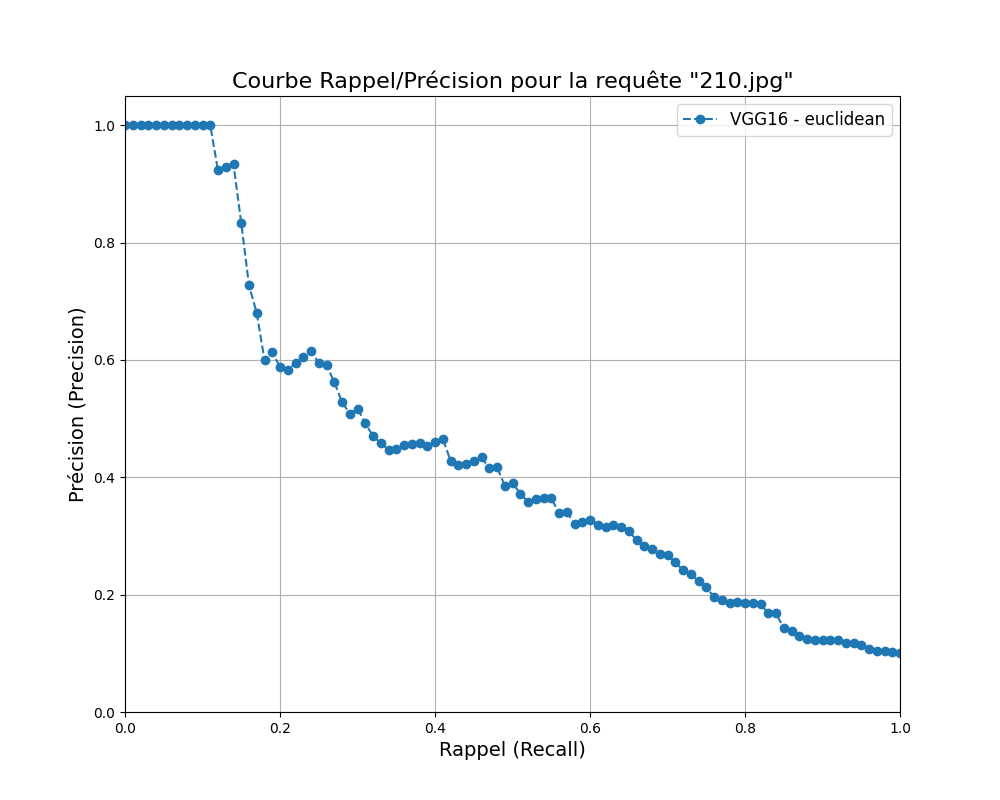 Courbe Rappel/Précision pour la requête "210.jpg"
VGG16 - euclidean
Précision (Precision)
1.0
0.8
0.6
0.4
0.2
0.0
0.0 0.2 0.4 0.6 0.8 1.0
Rappel (Recall)